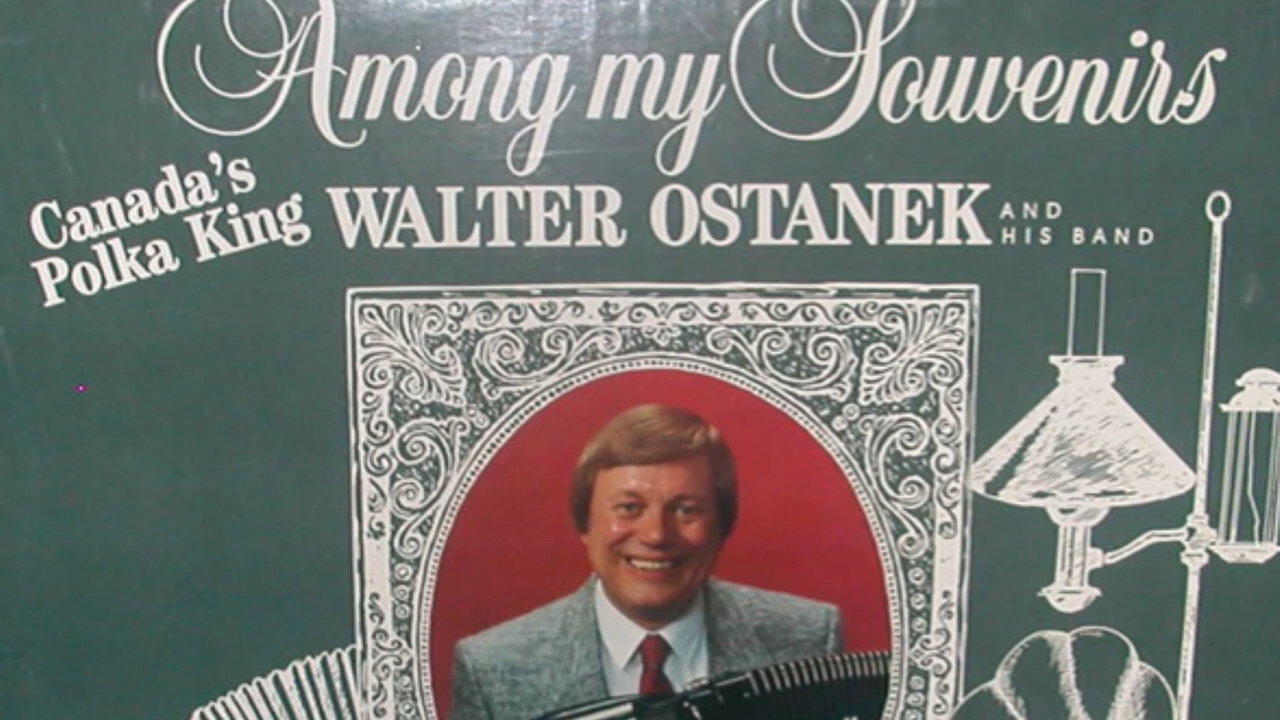 Among my Souvenirs
Canada's
Polka King
WALTER OSTANEK
AND
HIS BAND